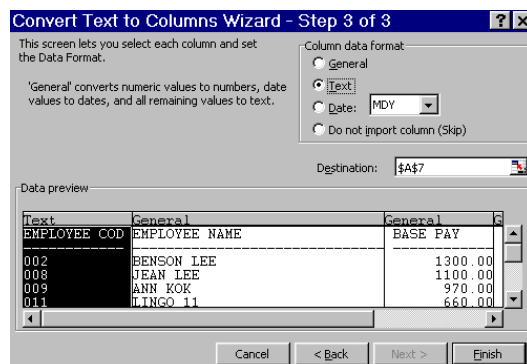 Convert Text to Columns Wizard - Step 3 of 3
This screen lets you select each column and set
the Data Format.
'General' converts numeric values to numbers, date
values to dates, and all remaining values to text.
Column data format
General
Text
Date: MDY
Do not import column (Skip)
Destination: $A$7
Data preview
Text General General G
EMPLOYEE COD EMPLOYEE NAME BASE PAY
002 BENSON LEE 1300.00
008 JEAN LEE 1100.00
009 ANN KOK 970.00
011 LINGO 11 660.00
Cancel < Back Next > Finish